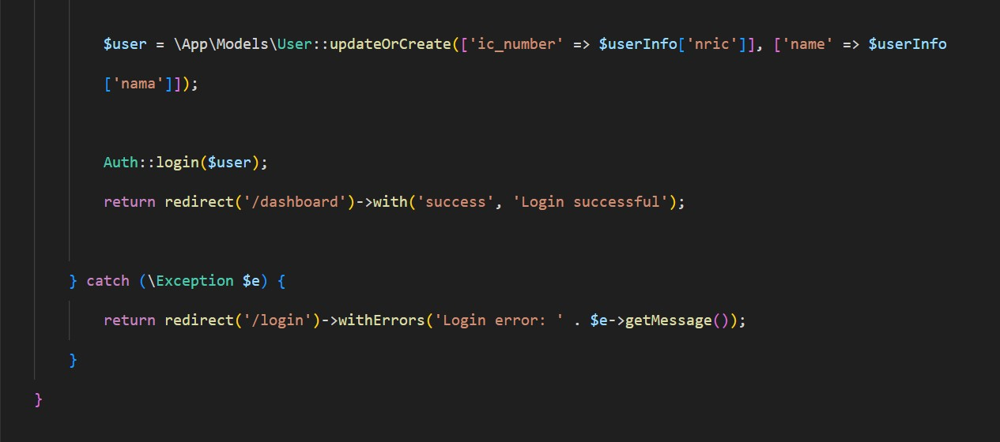 $user = \App\Models\User::updateOrCreate(['ic_number' => $userInfo['nric']], ['name' => $userInfo
['nama']]);
Auth::login($user);
return redirect('/dashboard')->with('success', 'Login successful');
} catch (\Exception $e) {
return redirect('/login')->withErrors('Login error: ' . $e->getMessage());
}
}